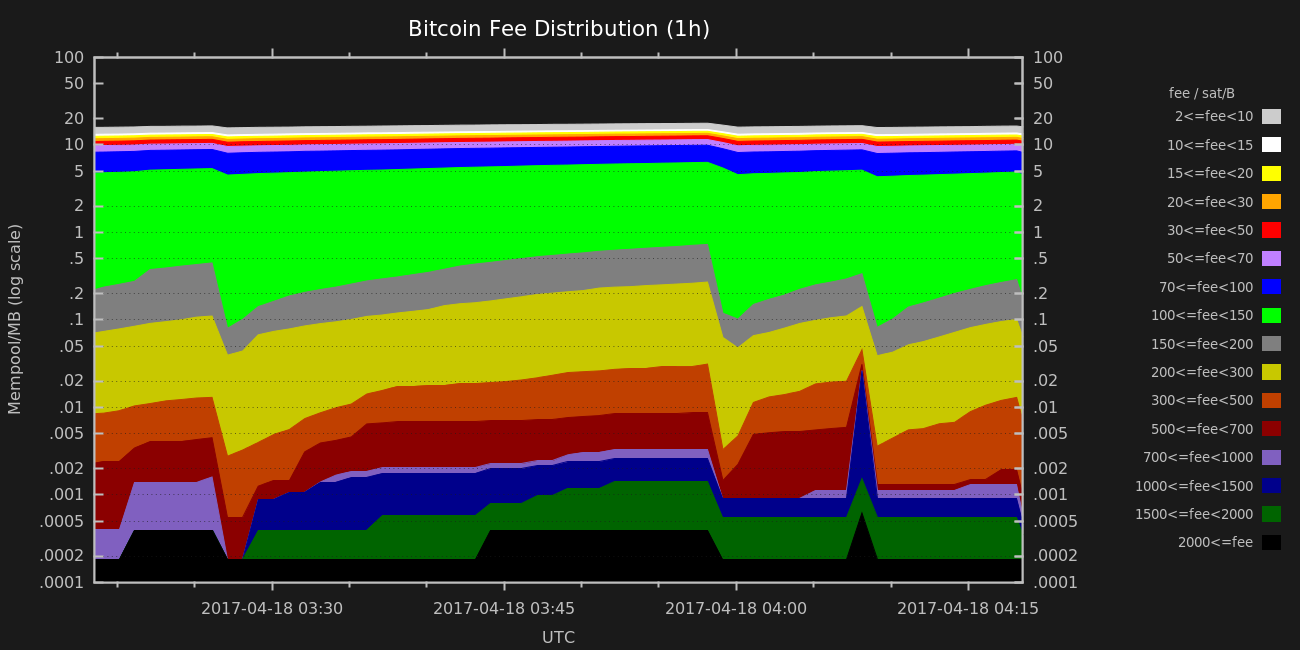 Bitcoin Fee Distribution (1h)
100
50
20
10
5
2
1
.5
.2
.1
.05
.02
.01
.005
.002
.001
.0005
.0002
.0001
Mempool/MB (log scale)
100
50
20
10
5
2
1
.5
.2
.1
.05
.02
.01
.005
.002
.001
.0005
.0002
.0001
2017-04-18 03:30
2017-04-18 03:45
2017-04-18 04:00
2017-04-18 04:15
UTC
fee / sat/B
2<=fee<10
10<=fee<15
15<=fee<20
20<=fee<30
30<=fee<50
50<=fee<70
70<=fee<100
100<=fee<150
150<=fee<200
200<=fee<300
300<=fee<500
500<=fee<700
700<=fee<1000
1000<=fee<1500
1500<=fee<2000
2000<=fee